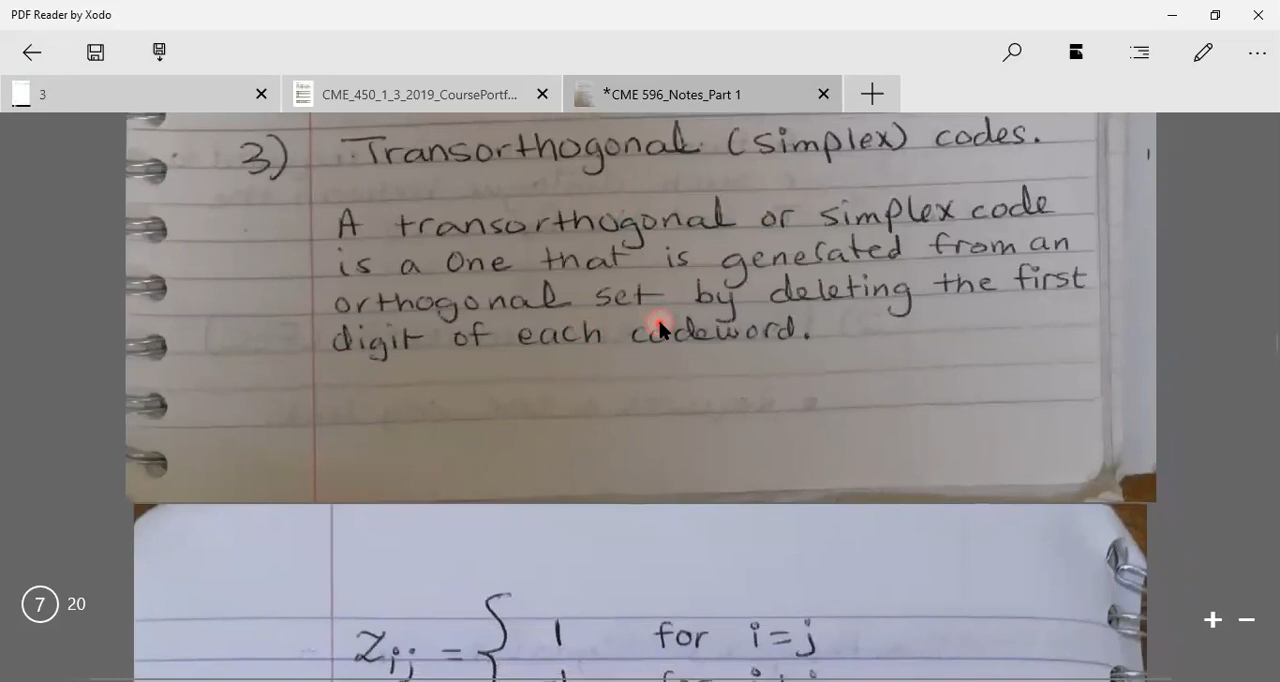 PDF Reader by Xodo
3
CME_450_1_3_2019_CoursePortf...
*CME 596_Notes_Part 1
3) Transorthogonal (simplex) codes.
A transorthogonal or simplex code
is a one that is generated from an
orthogonal set by deleting the first
digit of each codeword.
7 20
Zij = { 1 for i=j